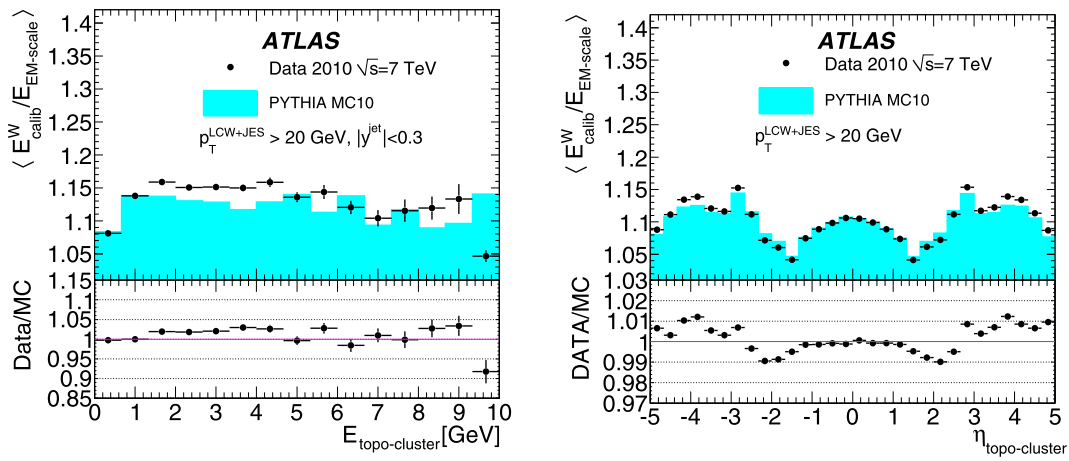 ⟨ E^W_calib/E_EM-scale ⟩
1.4
1.35
1.3
1.25
1.2
1.15
1.1
1.05
1.15
ATLAS
Data 2010 √s=7 TeV
PYTHIA MC10
p_T^LCW+JES > 20 GeV, |y^jet|<0.3
Data/MC
1.1
1.05
1
0.95
0.9
0.85
0 1 2 3 4 5 6 7 8 9 10
E_topo-cluster[GeV]
⟨ E^W_calib/E_EM-scale ⟩
1.4
1.35
1.3
1.25
1.2
1.15
1.1
1.05
1.03
ATLAS
Data 2010 √s=7 TeV
PYTHIA MC10
p_T^LCW+JES > 20 GeV
DATA/MC
1.02
1.01
1
0.99
0.98
0.97
-5 -4 -3 -2 -1 0 1 2 3 4 5
η_topo-cluster